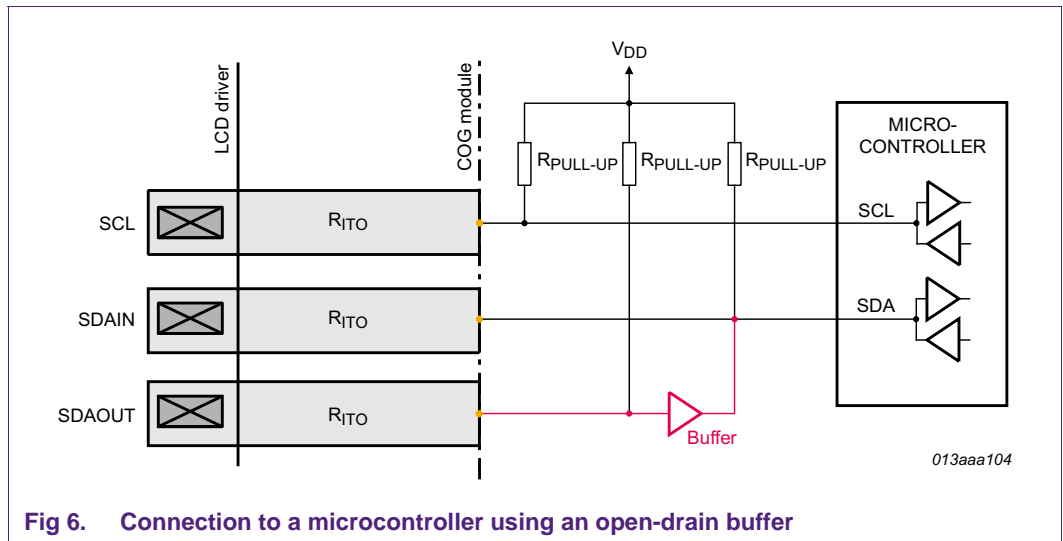 VDD
LCD driver
COG module
MICRO-
CONTROLLER
RPULL-UP
RPULL-UP
RPULL-UP
SCL
RITO
SCL
SDAIN
RITO
SDA
SDAOUT
RITO
Buffer
013aaa104
Fig 6. Connection to a microcontroller using an open-drain buffer